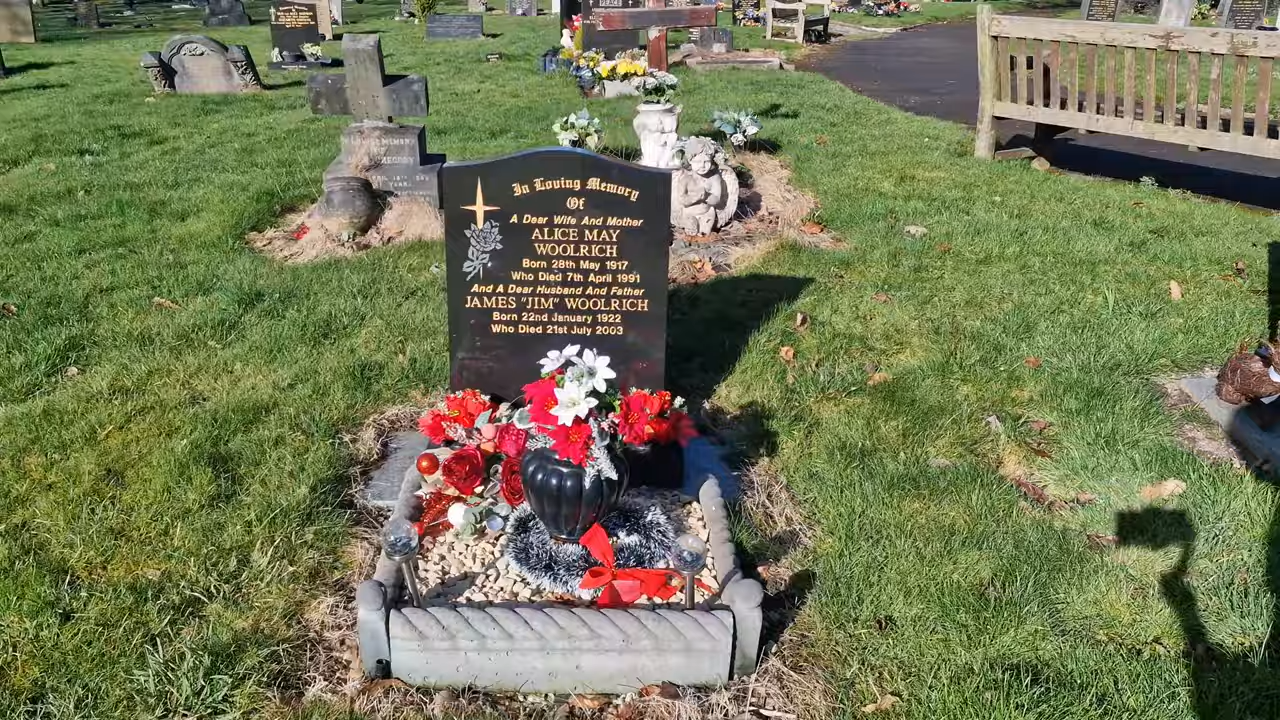 In Loving Memory
Of
A Dear Wife And Mother
ALICE MAY
WOOLRICH
Born 28th May 1917
Who Died 7th April 1991
And A Dear Husband And Father
JAMES "JIM" WOOLRICH
Born 22nd January 1922
Who Died 21st July 2003